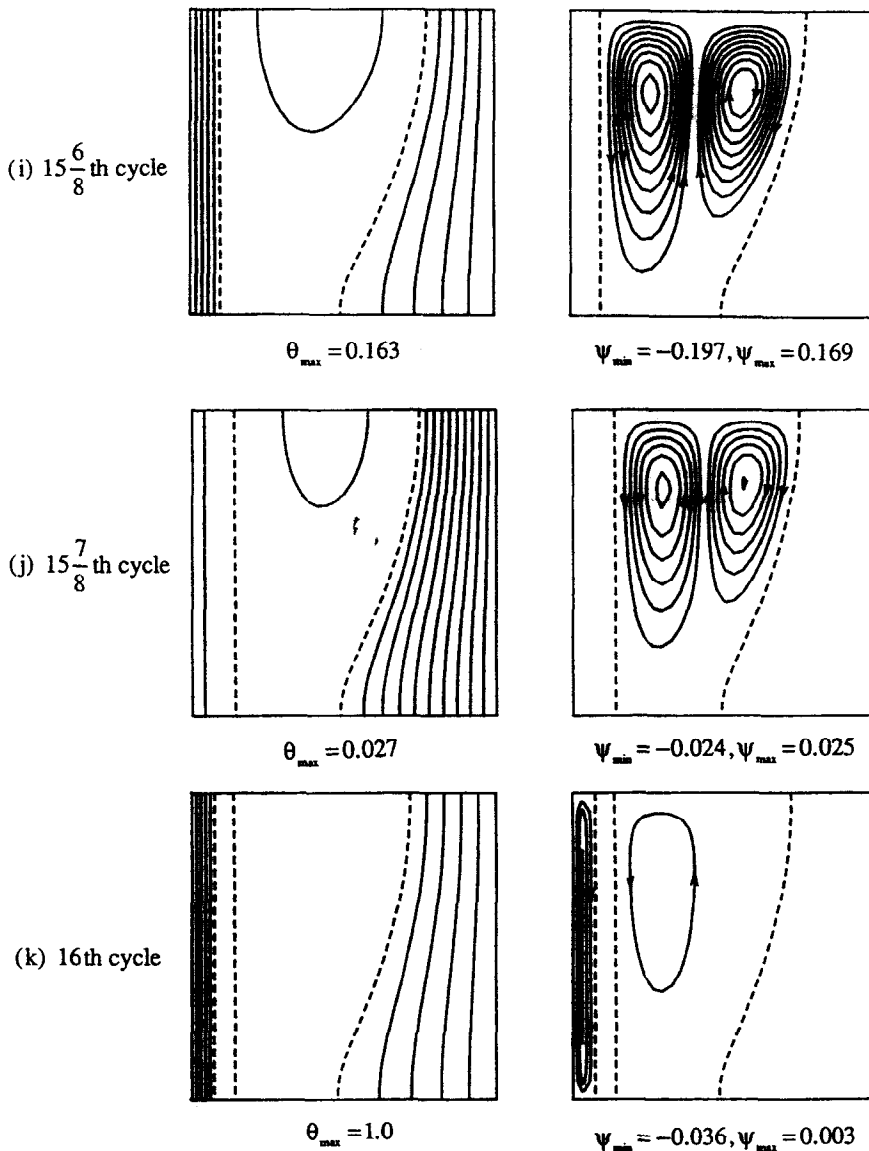 (i) 15 6/8 th cycle
θmax = 0.163
ψmin = −0.197, ψmax = 0.169
(j) 15 7/8 th cycle
θmax = 0.027
ψmin = −0.024, ψmax = 0.025
(k) 16th cycle
θmax = 1.0
ψmin = −0.036, ψmax = 0.003